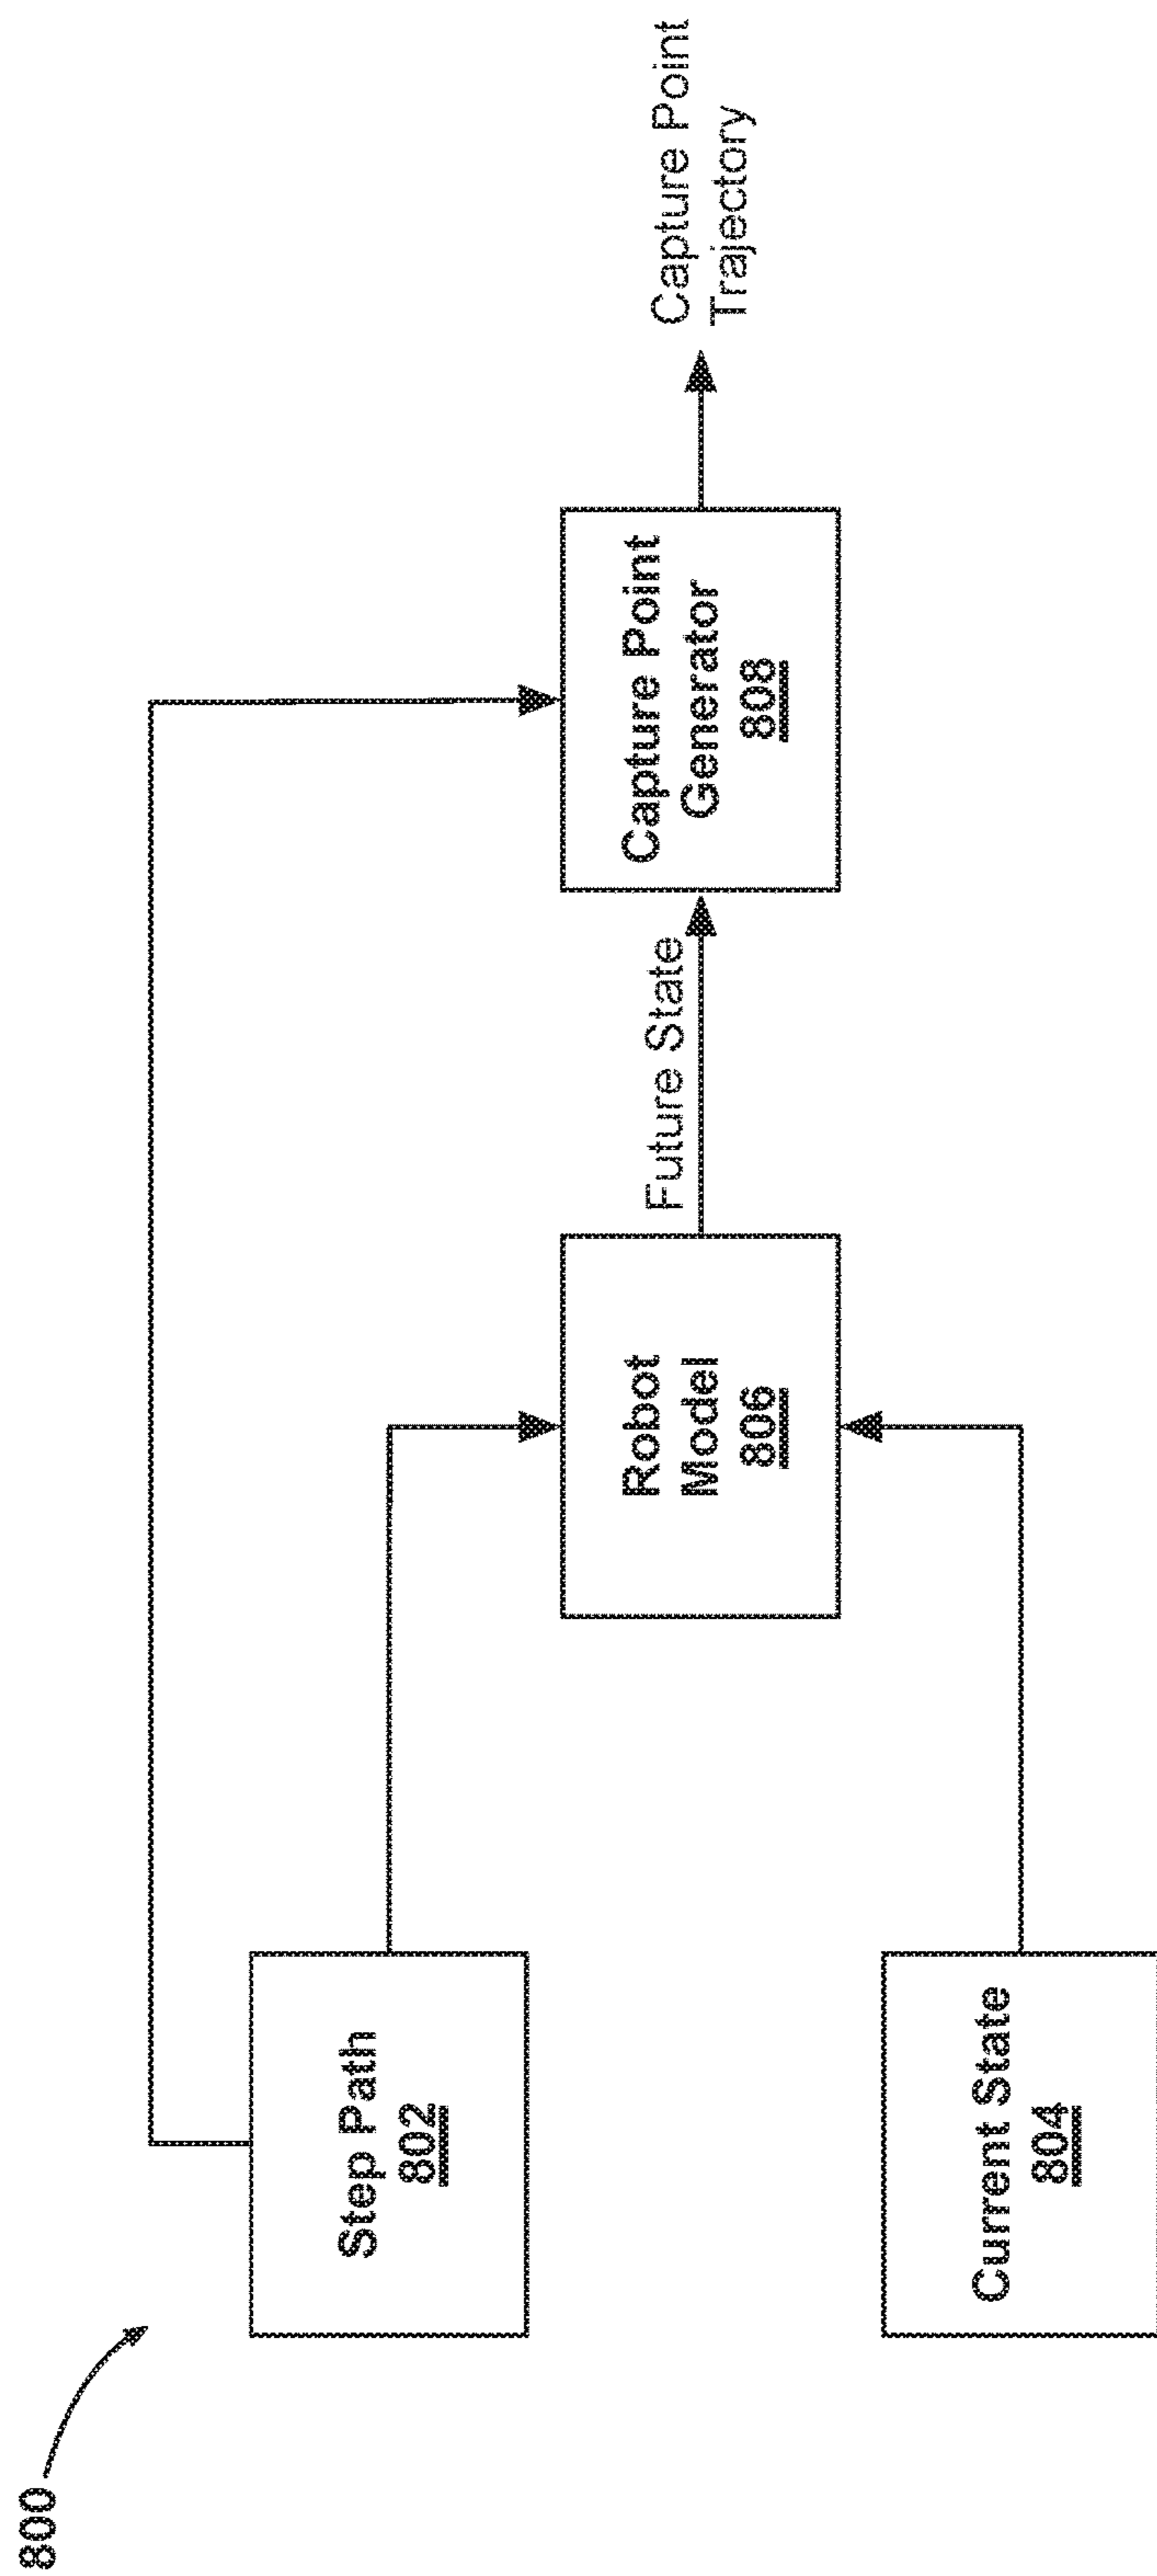 800
Step Path
802
Current State
804
Robot
Model
806
Future State
Capture Point
Generator
808
Capture Point
Trajectory